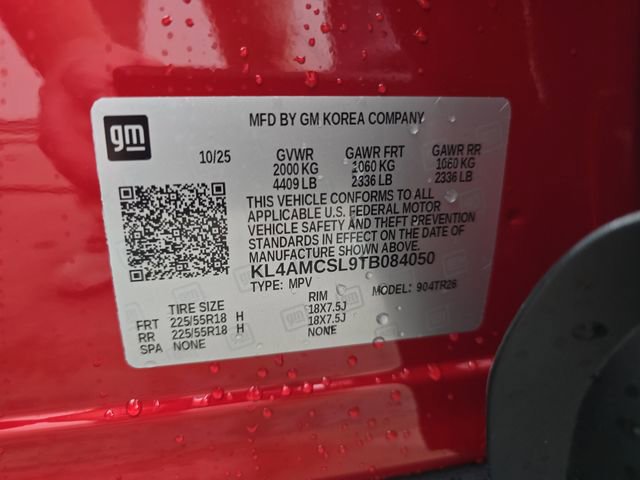 MFD BY GM KOREA COMPANY
gm
10/25 GVWR GAWR FRT GAWR RR
2000 KG 1060 KG 1060 KG
4409 LB 2336 LB 2336 LB
THIS VEHICLE CONFORMS TO ALL
APPLICABLE U.S. FEDERAL MOTOR
VEHICLE SAFETY AND THEFT PREVENTION
STANDARDS IN EFFECT ON THE DATE OF
MANUFACTURE SHOWN ABOVE.
KL4AMCSL9TB084050
TYPE: MPV MODEL: 904TR26
TIRE SIZE RIM
FRT 225/55R18 H 18X7.5J
RR 225/55R18 H 18X7.5J
SPA NONE NONE